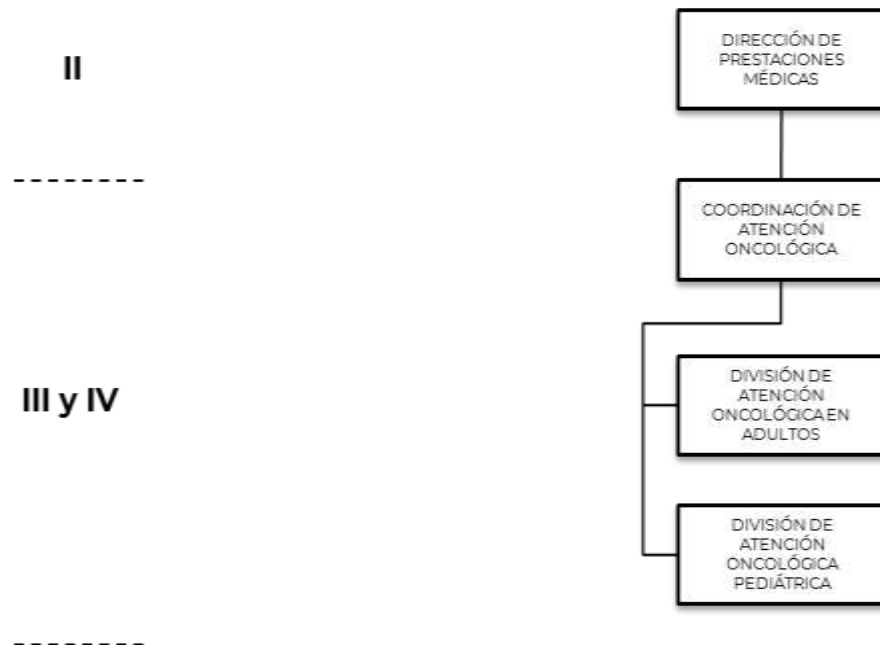 II
DIRECCIÓN DE
PRESTACIONES
MÉDICAS
COORDINACIÓN DE
ATENCIÓN
ONCOLÓGICA
III y IV
DIVISIÓN DE
ATENCIÓN
ONCOLÓGICA EN
ADULTOS
DIVISIÓN DE
ATENCIÓN
ONCOLÓGICA
PEDIÁTRICA